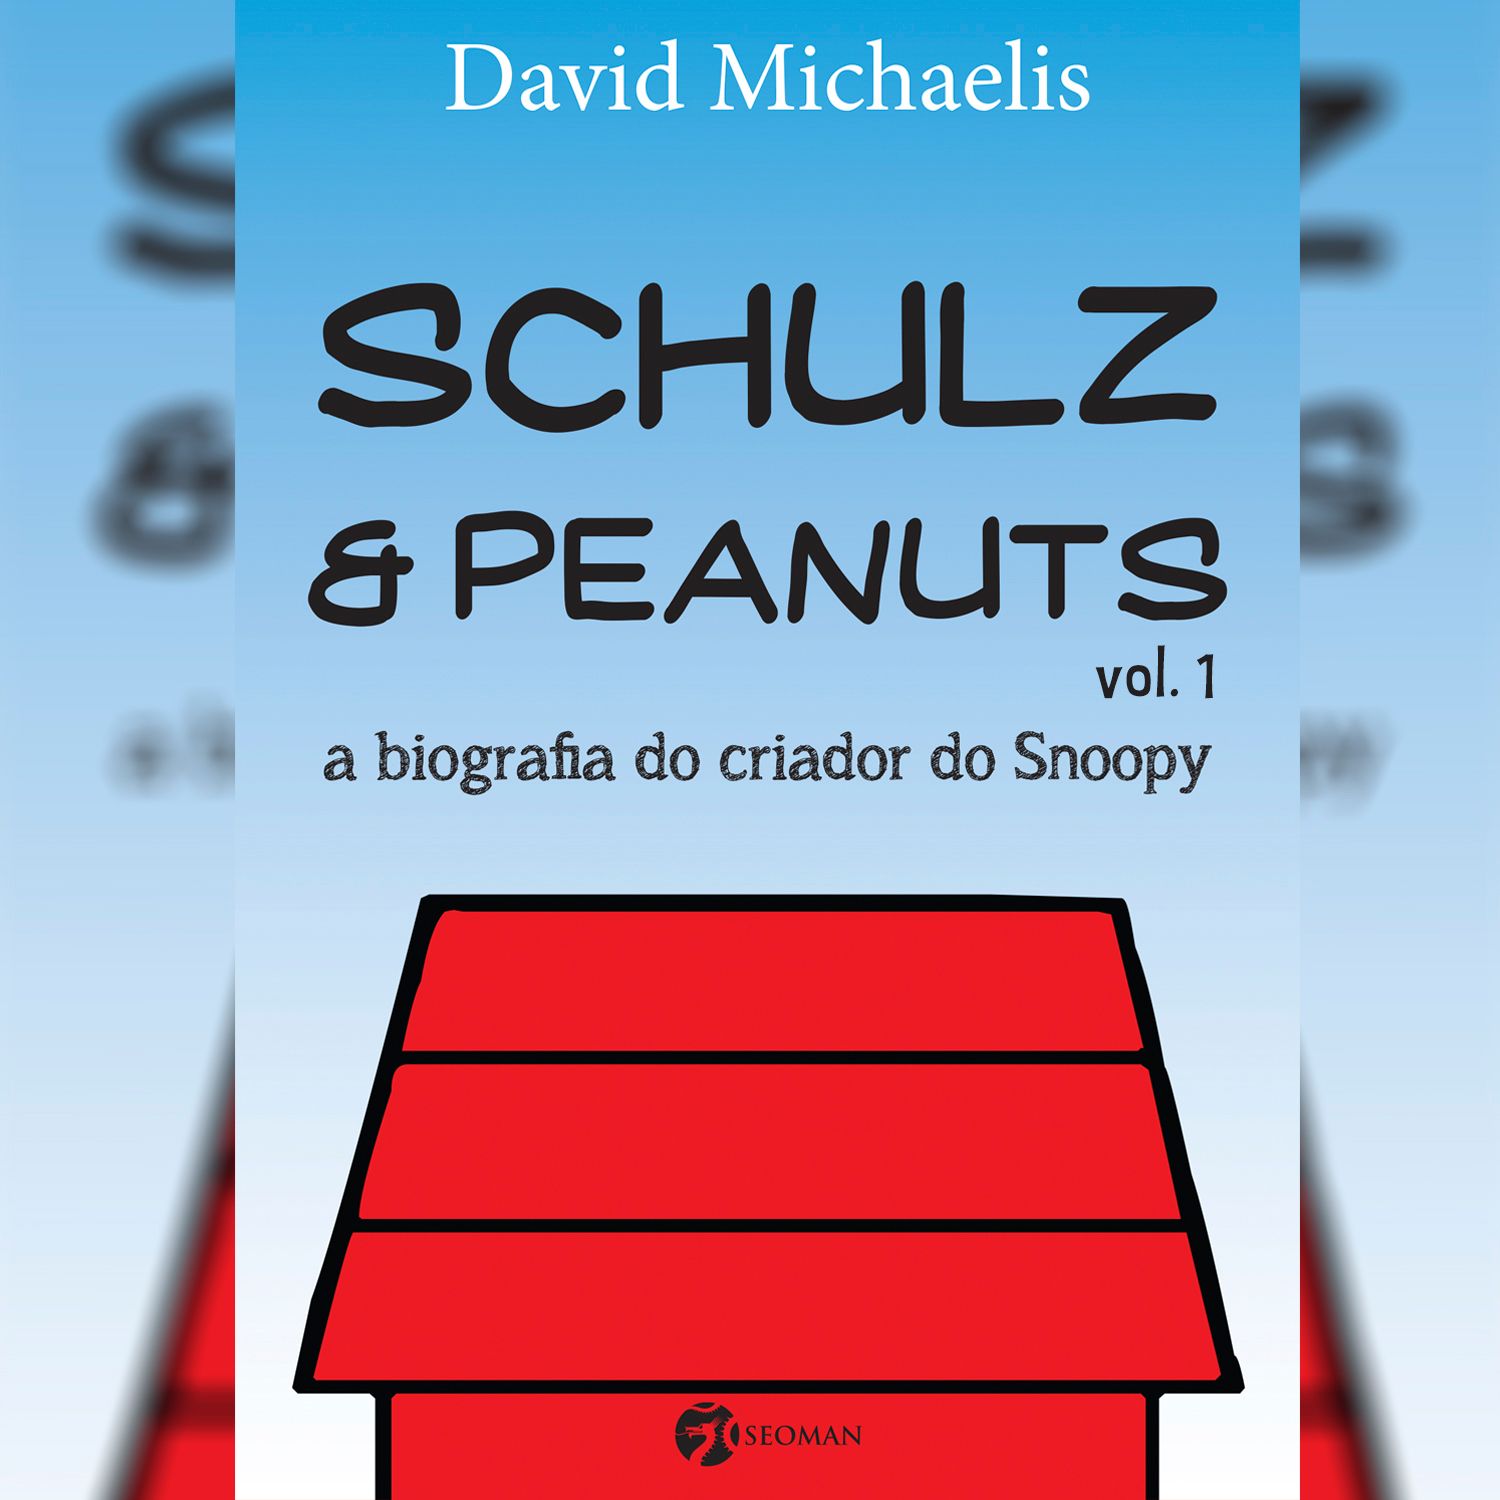 David Michaelis
SCHULZ
& PEANUTS
vol. 1
a biografia do criador do Snoopy
SEOMAN